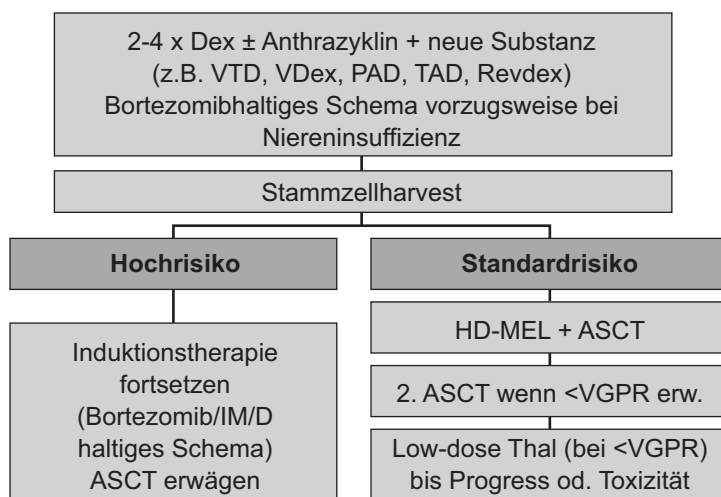 2-4 x Dex ± Anthrazyklin + neue Substanz
(z.B. VTD, VDex, PAD, TAD, Revdex)
Bortezomibhaltiges Schema vorzugsweise bei
Niereninsuffizienz
Stammzellharvest
Hochrisiko
Induktionstherapie
fortsetzen
(Bortezomib/IM/D
haltiges Schema)
ASCT erwägen
Standardrisiko
HD-MEL + ASCT
2. ASCT wenn <VGPR erw.
Low-dose Thal (bei <VGPR)
bis Progress od. Toxizität